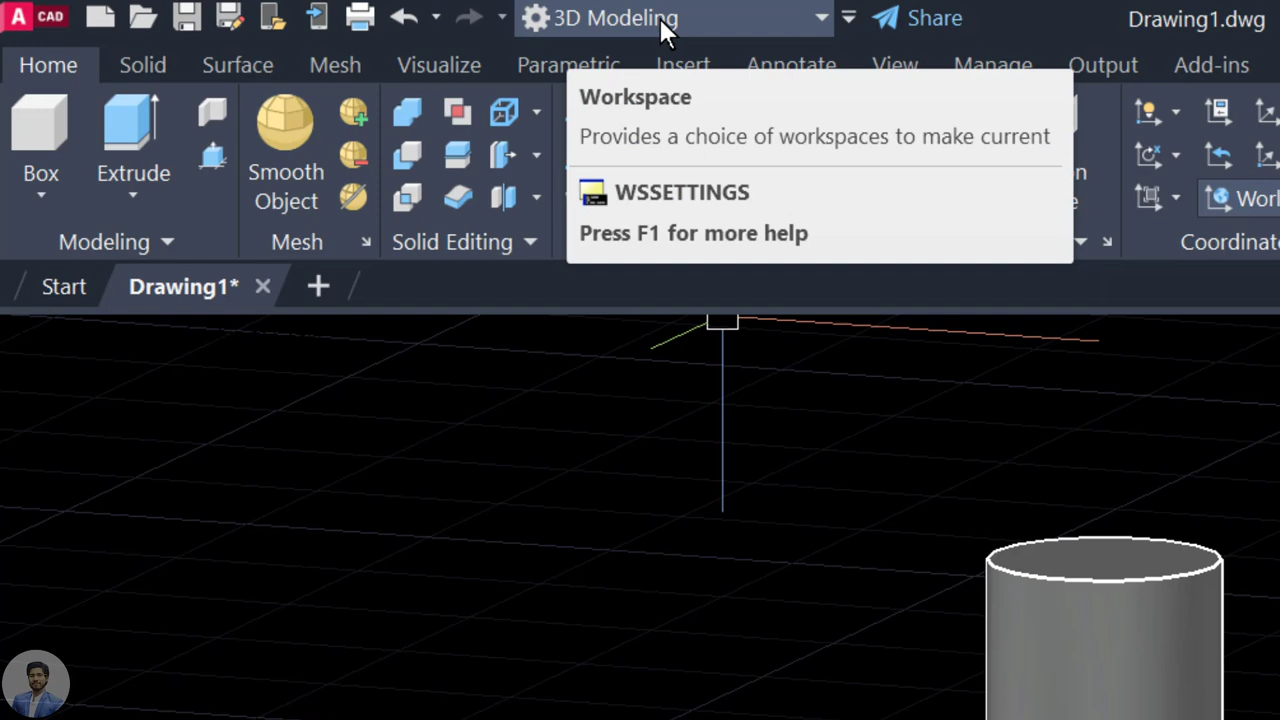 A CAD
3D Modeling
Share
Drawing1.dwg
Home
Solid
Surface
Mesh
Visualize
Parametric
Insert
Annotate
View
Manage
Output
Add-ins
Workspace
Provides a choice of workspaces to make current
WSSETTINGS
Press F1 for more help
Box
Extrude
Smooth
Object
Modeling
Mesh
Solid Editing
Start
Drawing1*